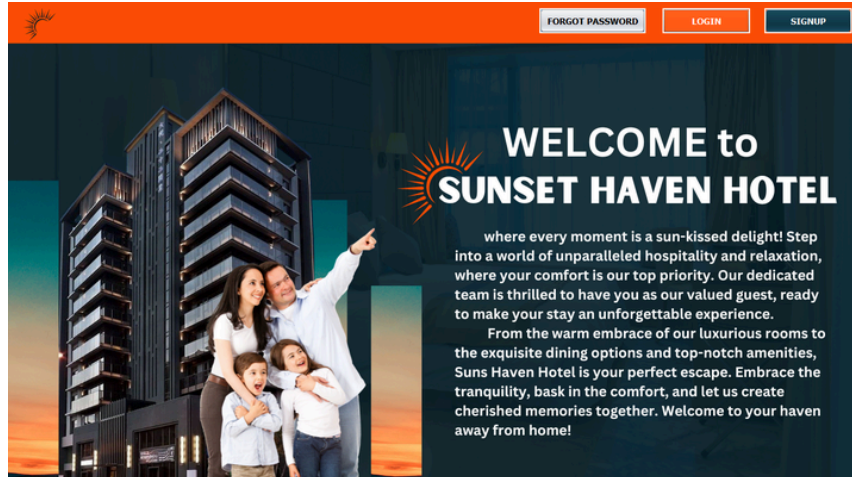 FORGOT PASSWORD
LOGIN
SIGNUP
WELCOME to
SUNSET HAVEN HOTEL
where every moment is a sun-kissed delight! Step
into a world of unparalleled hospitality and relaxation,
where your comfort is our top priority. Our dedicated
team is thrilled to have you as our valued guest, ready
to make your stay an unforgettable experience.
From the warm embrace of our luxurious rooms to
the exquisite dining options and top-notch amenities,
Suns Haven Hotel is your perfect escape. Embrace the
tranquility, bask in the comfort, and let us create
cherished memories together. Welcome to your haven
away from home!